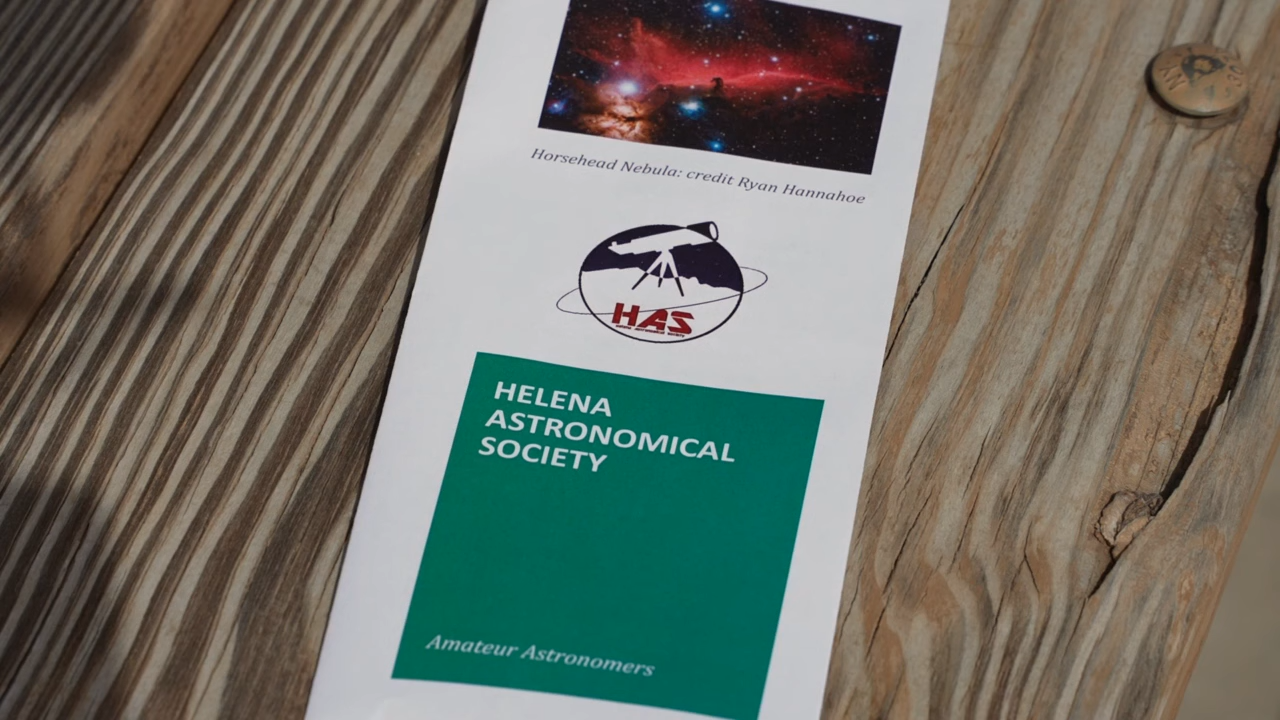 Horsehead Nebula: credit Ryan Hannahoe
HAS
HELENA
ASTRONOMICAL
SOCIETY
Amateur Astronomers